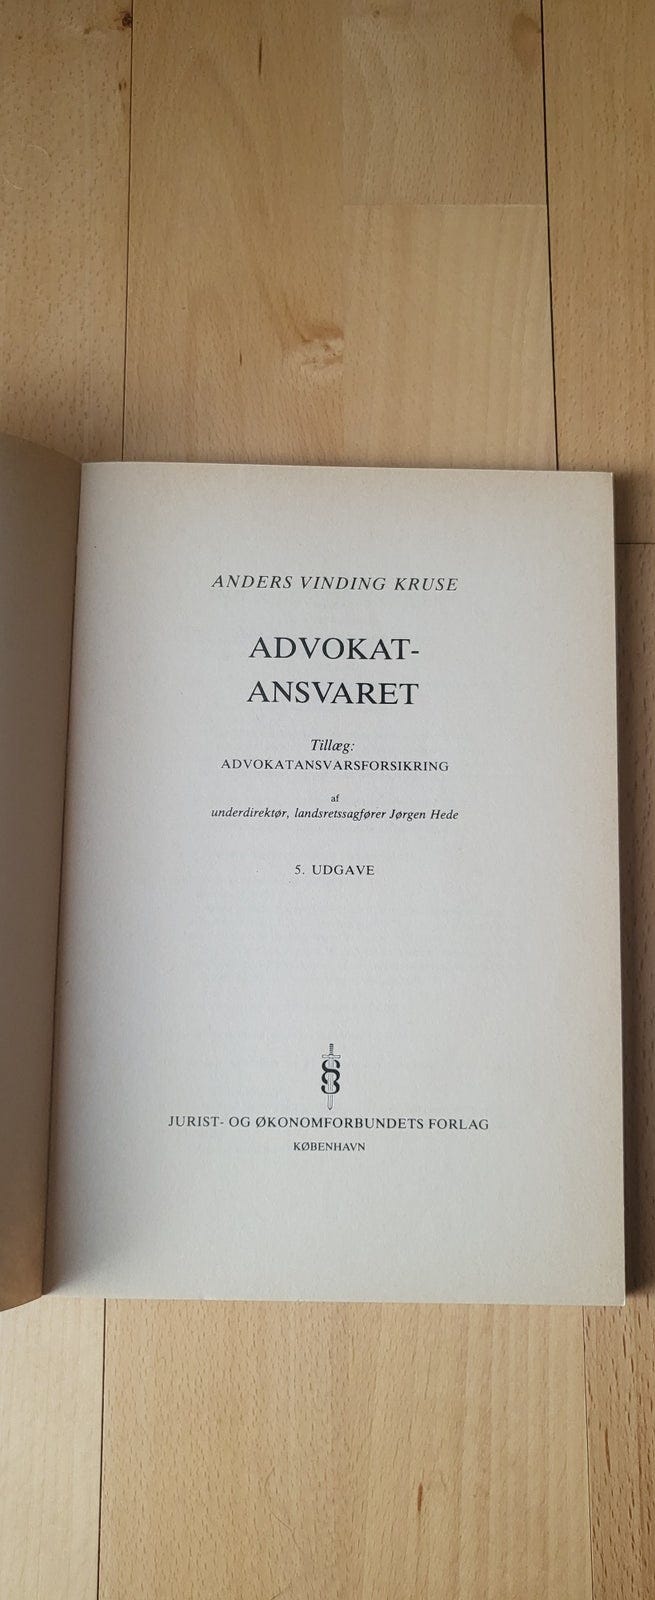 ANDERS VINDING KRUSE
ADVOKAT-
ANSVARET
Tillæg:
ADVOKATANSVARSFORSIKRING
af
underdirektør, landsretssagfører Jørgen Hede
5. UDGAVE
JURIST- OG ØKONOMFORBUNDETS FORLAG
KØBENHAVN